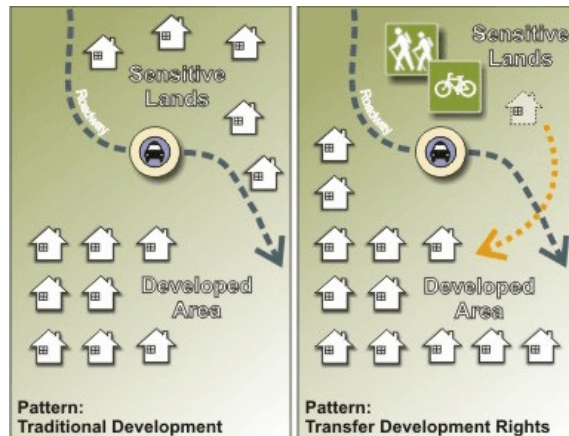 Sensitive
Lands
Roadway
Developed
Area
Pattern:
Traditional Development
Sensitive
Lands
Roadway
Developed
Area
Pattern:
Transfer Development Rights